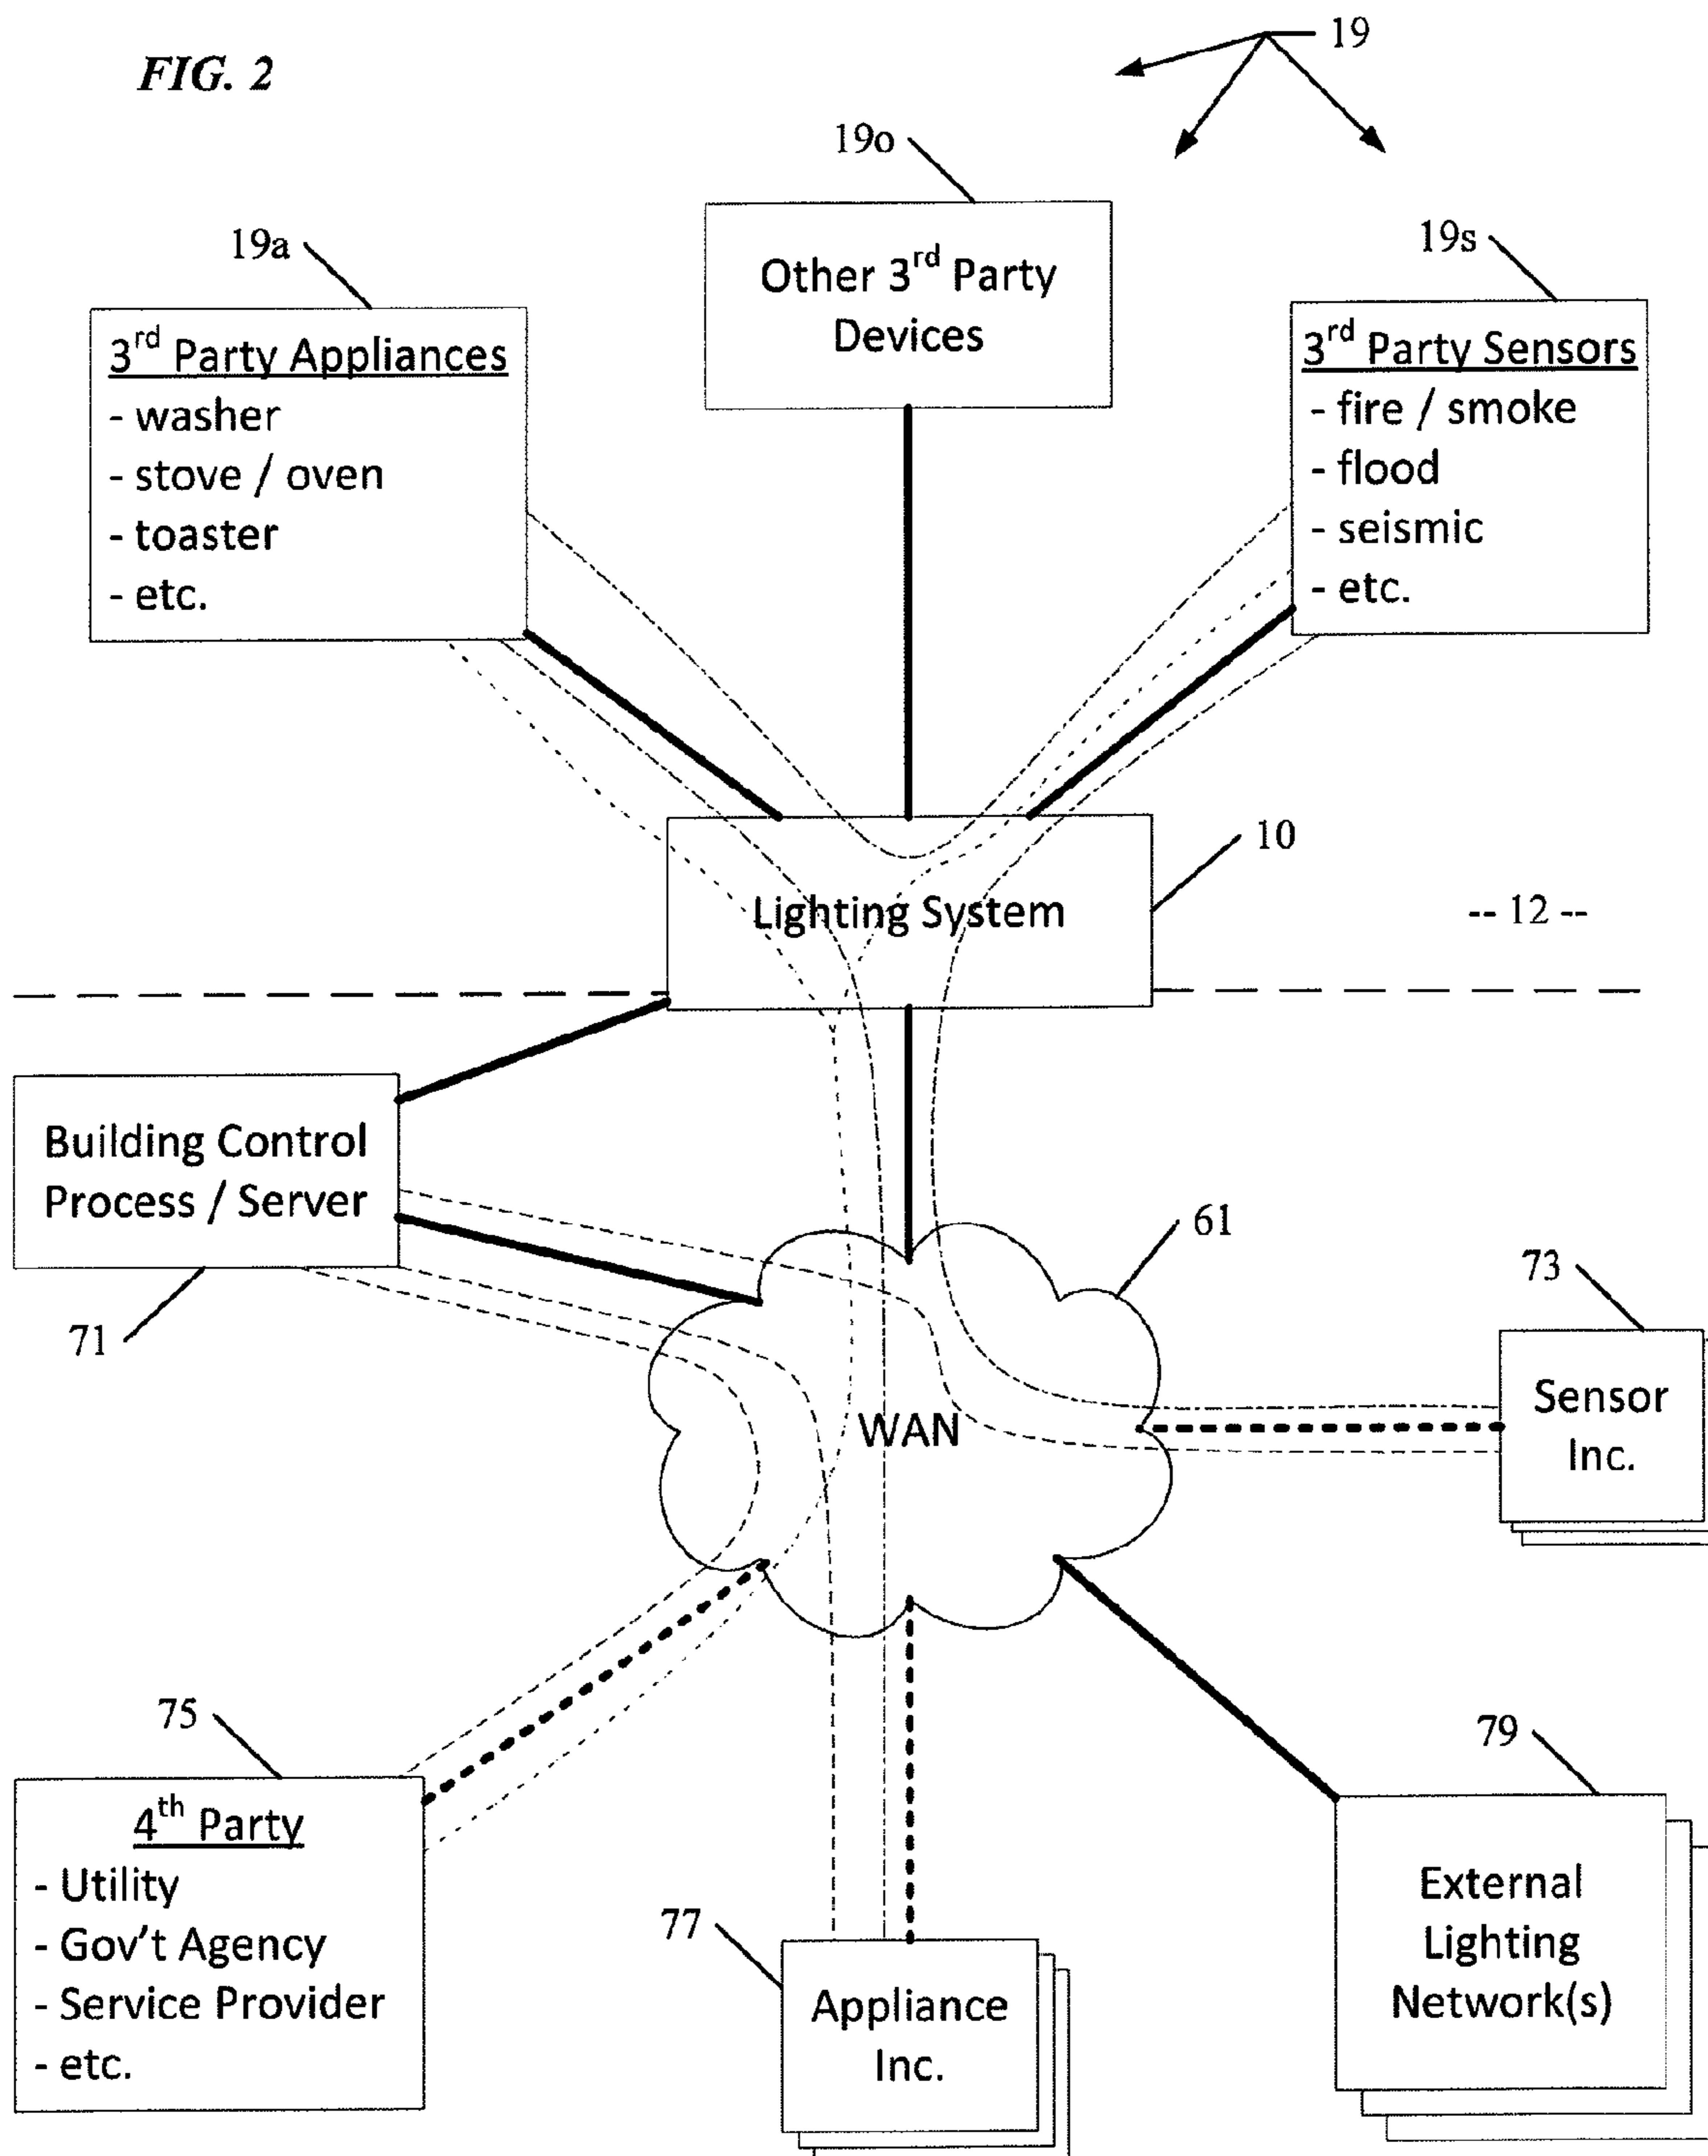 FIG. 2
19
19o
19a
19s
Other 3rd Party
Devices
3rd Party Appliances
- washer
- stove / oven
- toaster
- etc.
3rd Party Sensors
- fire / smoke
- flood
- seismic
- etc.
10
Lighting System
-- 12 --
Building Control
Process / Server
71
61
73
WAN
Sensor
Inc.
75
79
4th Party
- Utility
- Gov't Agency
- Service Provider
- etc.
77
Appliance
Inc.
External
Lighting
Network(s)